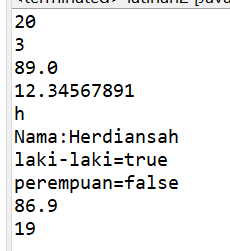 20
3
89.0
12.34567891
h
Nama:Herdiansah
laki-laki=true
perempuan=false
86.9
19